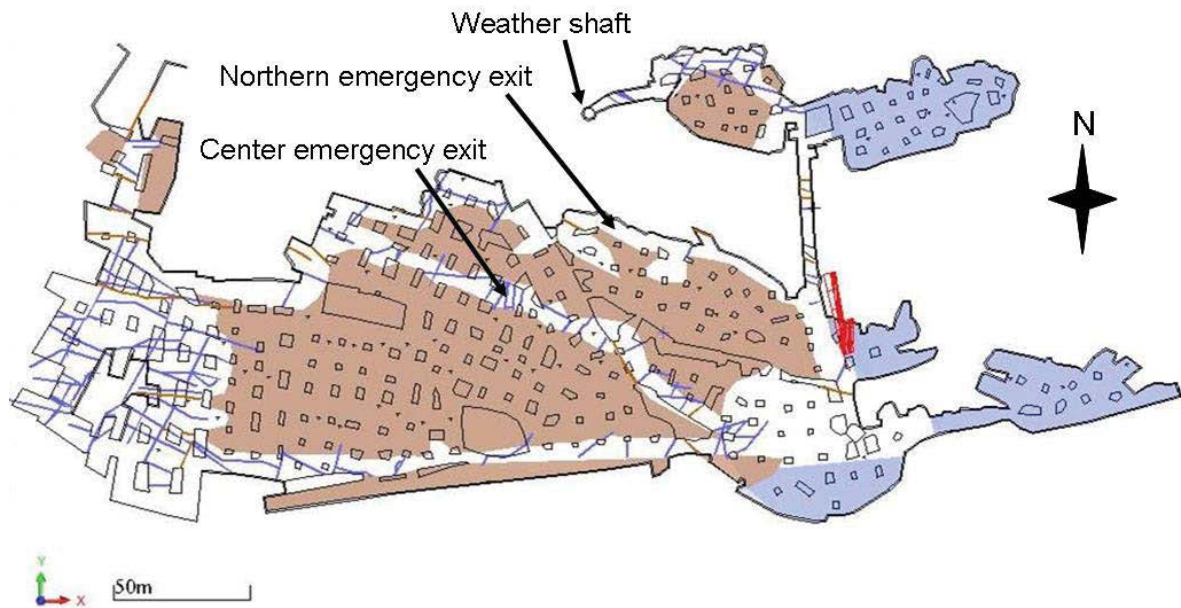 Weather shaft
Northern emergency exit
Center emergency exit
N
Y
X
50m